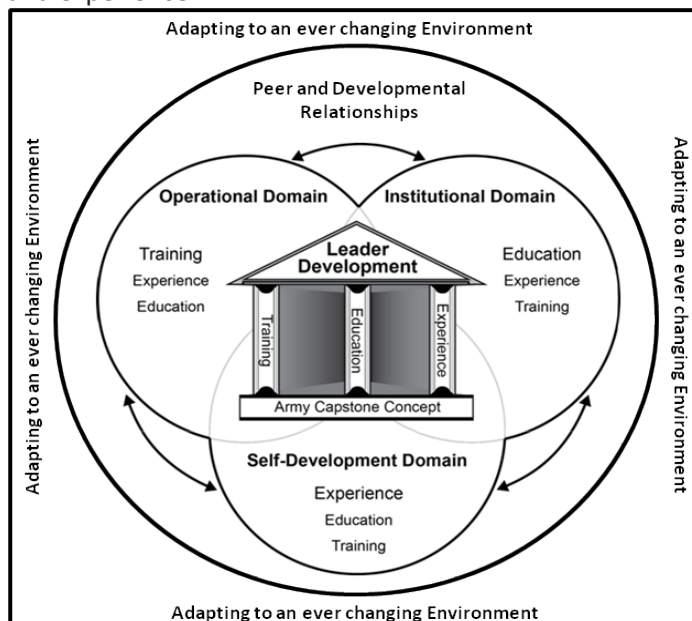 Adapting to an ever changing Environment
Peer and Developmental
Relationships
Adapting to an ever changing Environment
Adapting to an ever changing Environment
Operational Domain
Institutional Domain
Training
Experience
Education
Leader
Development
Education
Experience
Training
Training
Education
Experience
Army Capstone Concept
Self-Development Domain
Experience
Education
Training
Adapting to an ever changing Environment